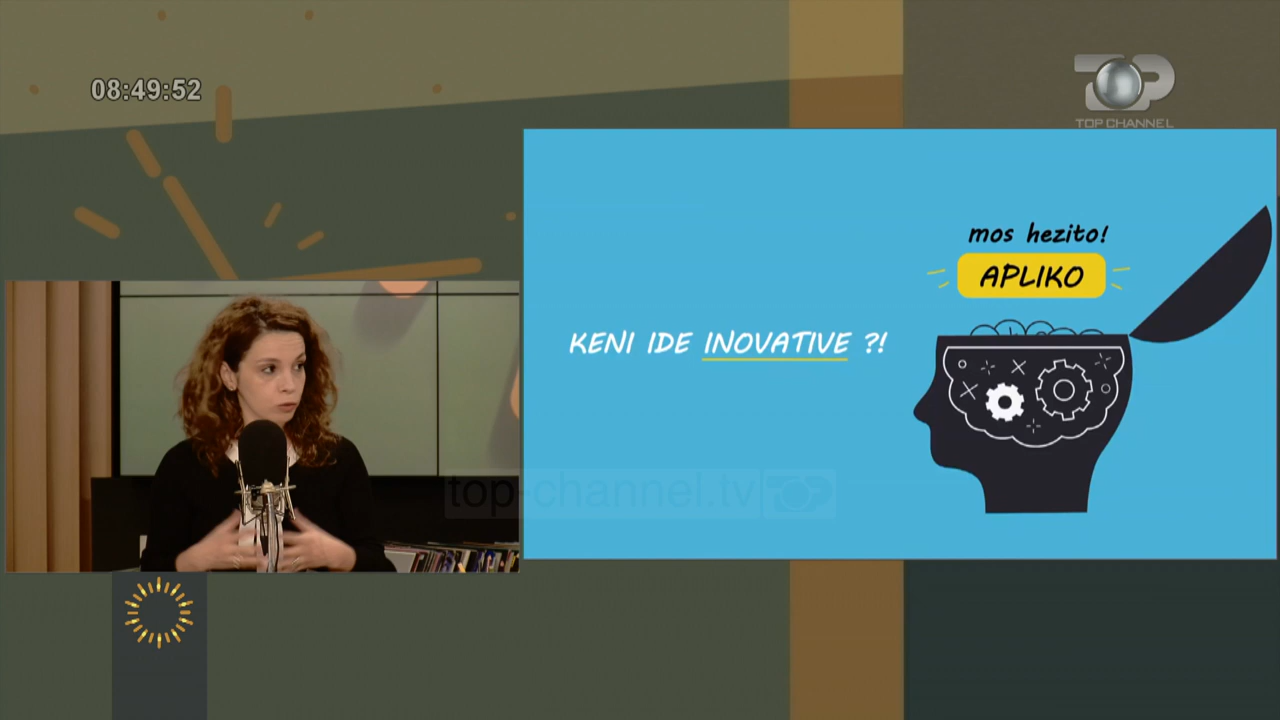 08:49:52
TOP CHANNEL
mos hezito!
APLIKO
KENI IDE INOVATIVE ?!
top-channel.tv